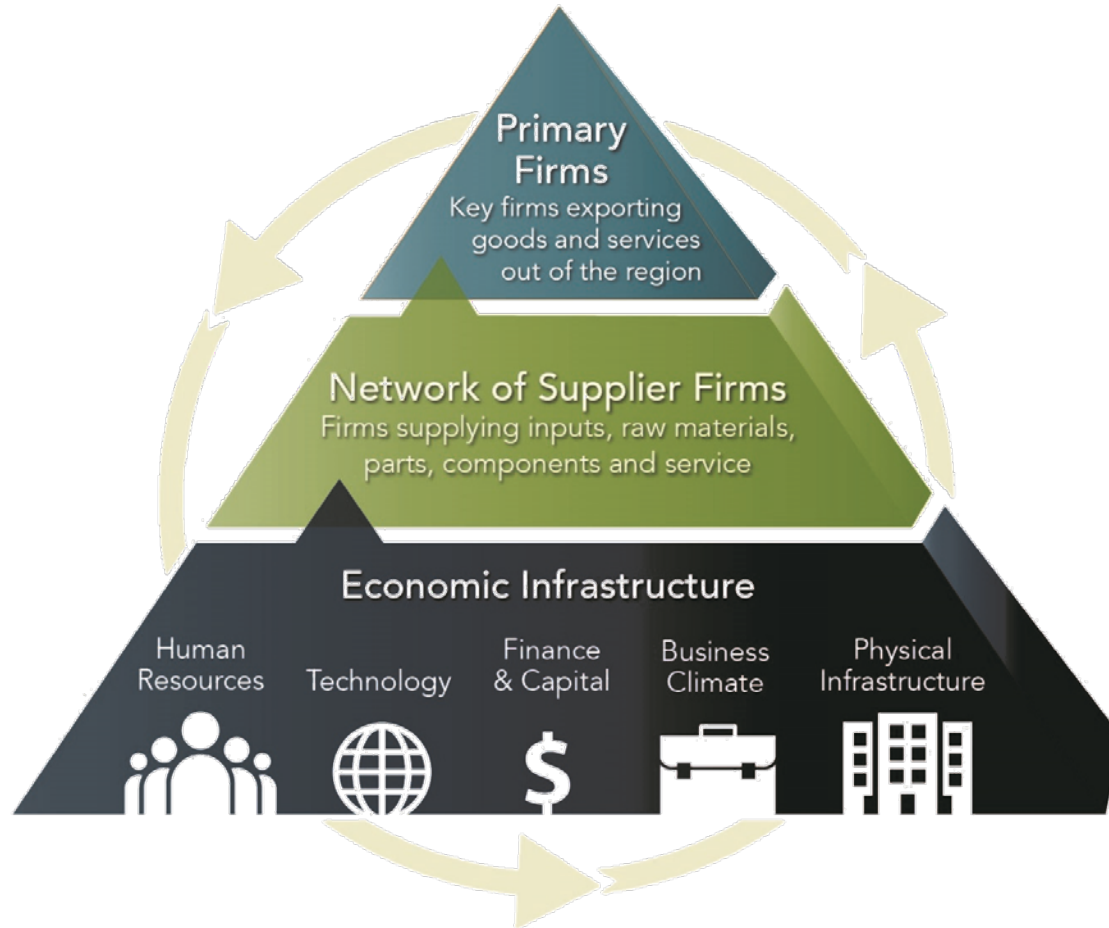 Primary
Firms
Key firms exporting
goods and services
out of the region
Network of Supplier Firms
Firms supplying inputs, raw materials,
parts, components and service
Economic Infrastructure
Human
Resources
Technology
Finance
& Capital
Business
Climate
Physical
Infrastructure
$